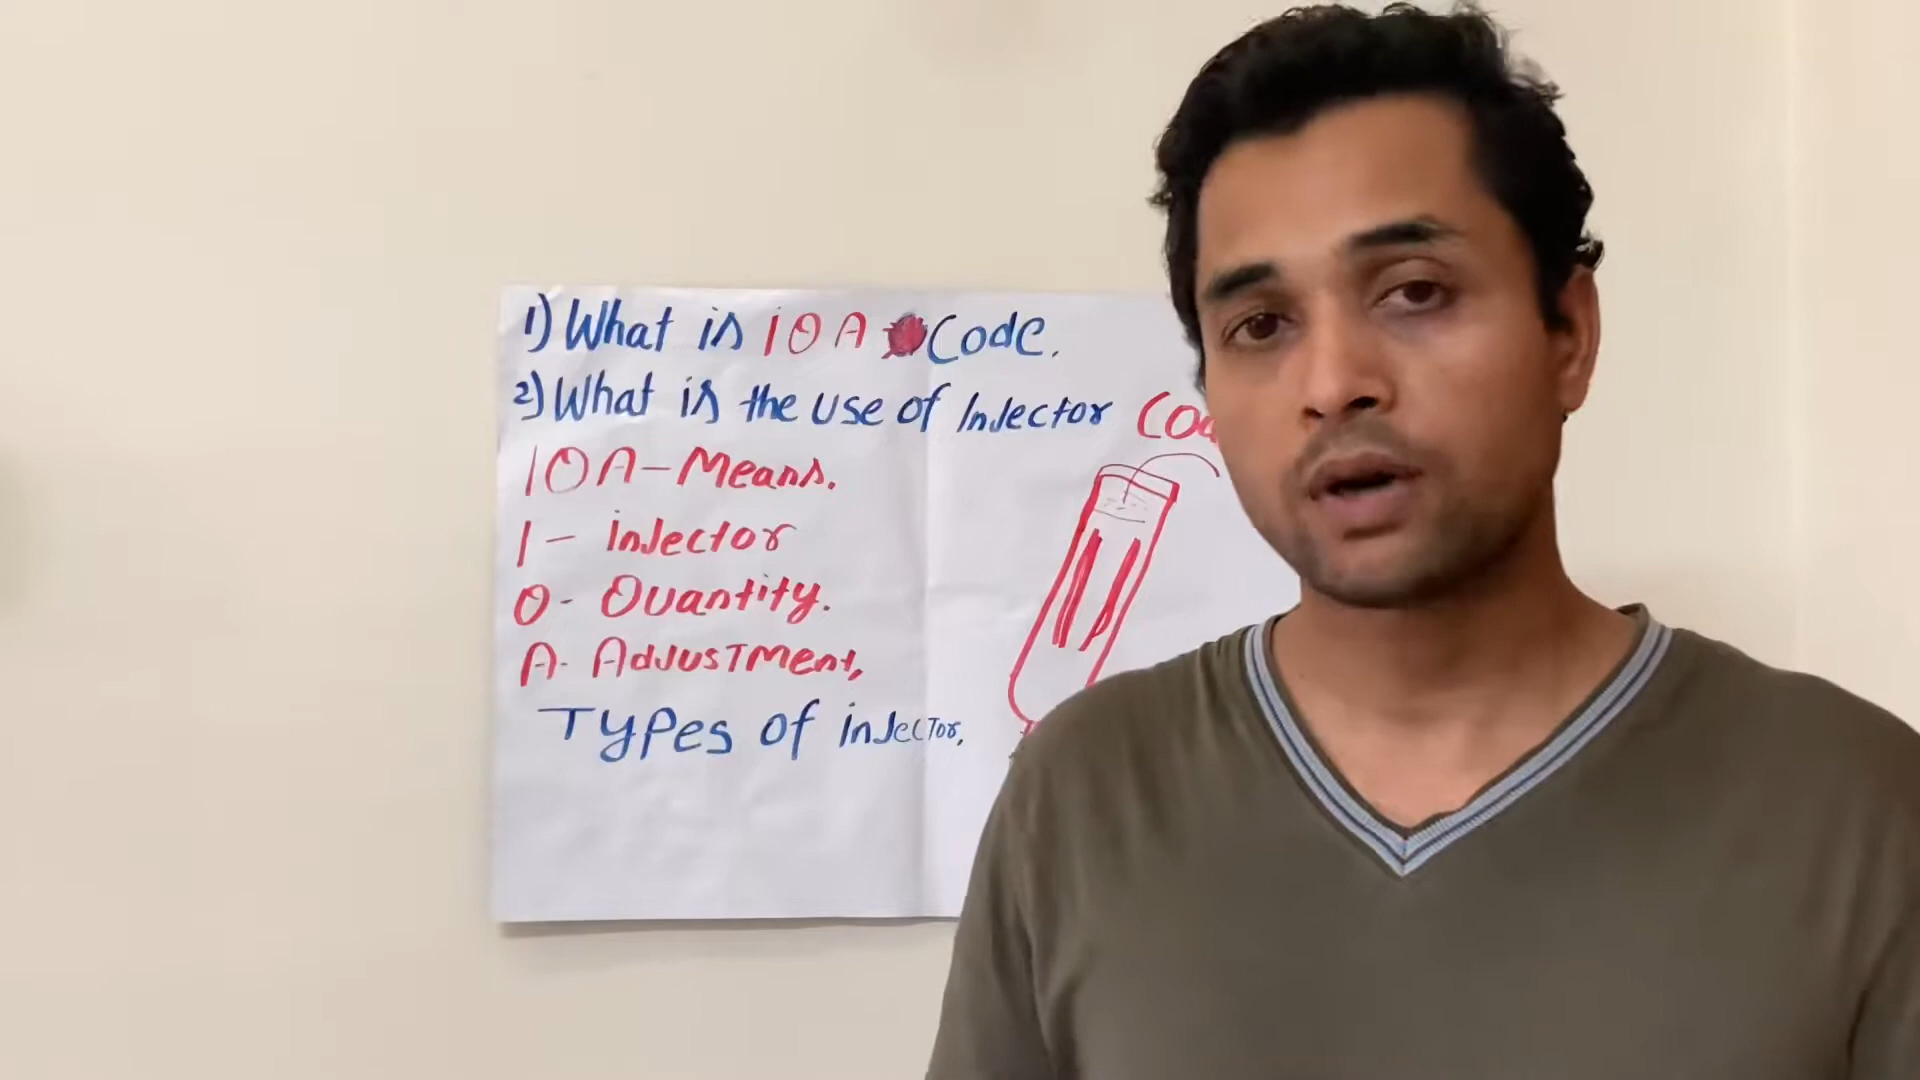 1) What is IQA Code.
2) What is the use of Injector
IQA - Means.
I - injector
Q - Quantity.
A - Adjustment,
Types of injector,